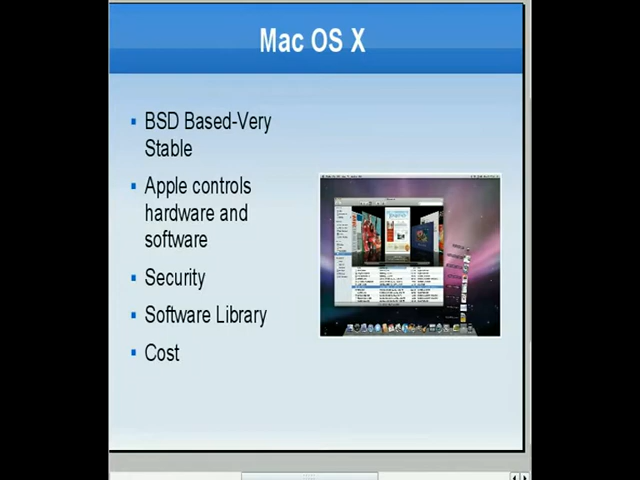 Mac OS X
BSD Based-Very
Stable
Apple controls
hardware and
software
Security
Software Library
Cost